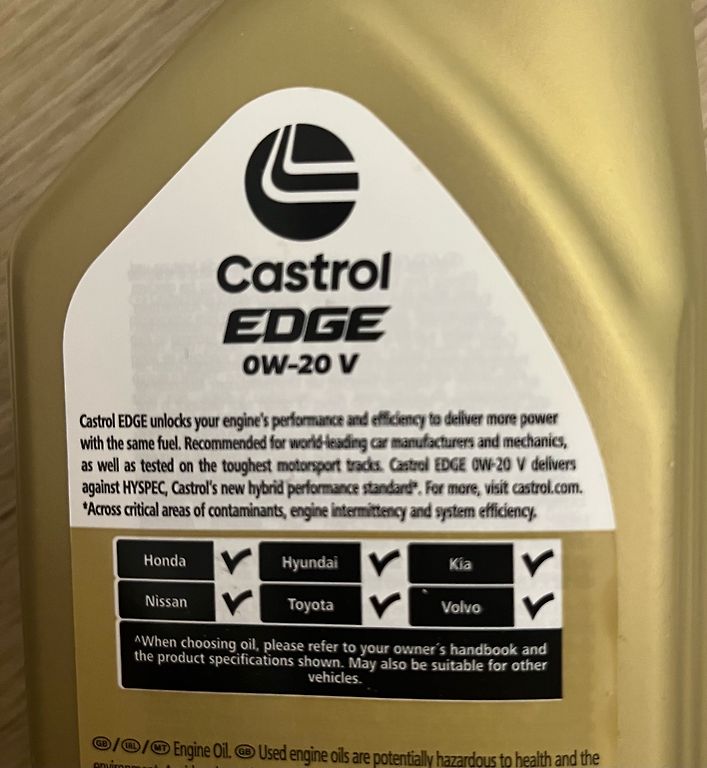 Castrol
EDGE
0W-20 V
Castrol EDGE unlocks your engine's performance and efficiency to deliver more power
with the same fuel. Recommended for world-leading car manufacturers and mechanics,
as well as tested on the toughest motorsport tracks. Castrol EDGE 0W-20 V delivers
against HYSPEC, Castrol's new hybrid performance standard*. For more, visit castrol.com.
*Across critical areas of contaminants, engine intermittency and system efficiency.
Honda ✓ Hyundai ✓ Kia ✓
Nissan ✓ Toyota ✓ Volvo ✓
^When choosing oil, please refer to your owner's handbook and
the product specifications shown. May also be suitable for other
vehicles.
GB/IRL/MT Engine Oil. GB Used engine oils are potentially hazardous to health and the